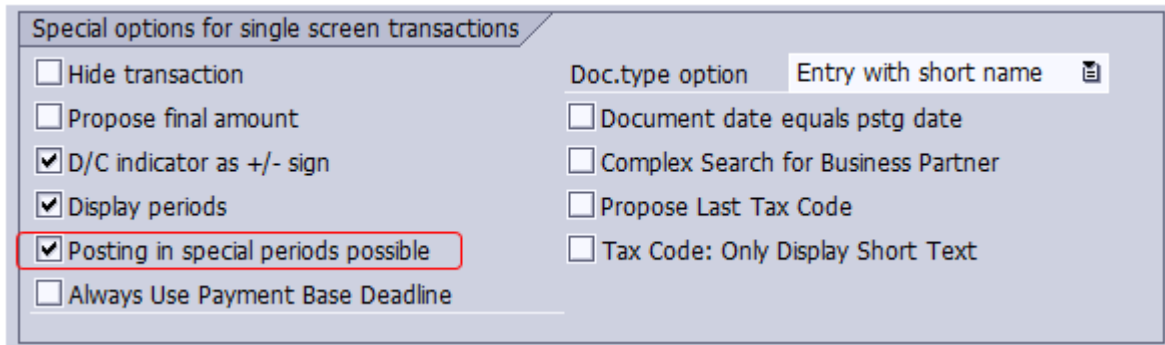 Special options for single screen transactions
Hide transaction
Doc.type option
Entry with short name
Propose final amount
Document date equals pstg date
D/C indicator as +/- sign
Complex Search for Business Partner
Display periods
Propose Last Tax Code
Posting in special periods possible
Tax Code: Only Display Short Text
Always Use Payment Base Deadline